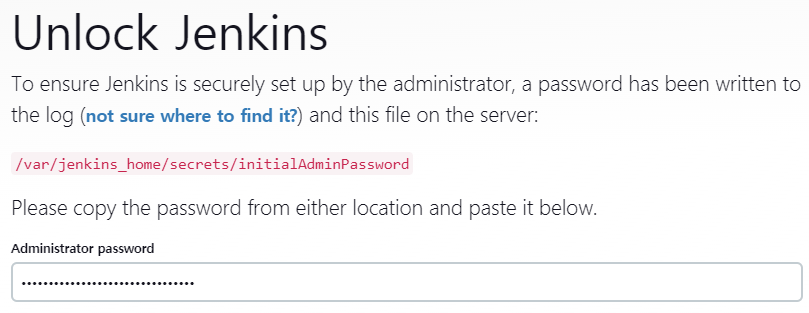 Unlock Jenkins
To ensure Jenkins is securely set up by the administrator, a password has been written to
the log (not sure where to find it?) and this file on the server:
/var/jenkins_home/secrets/initialAdminPassword
Please copy the password from either location and paste it below.
Administrator password
••••••••••••••••••••••••••••••••